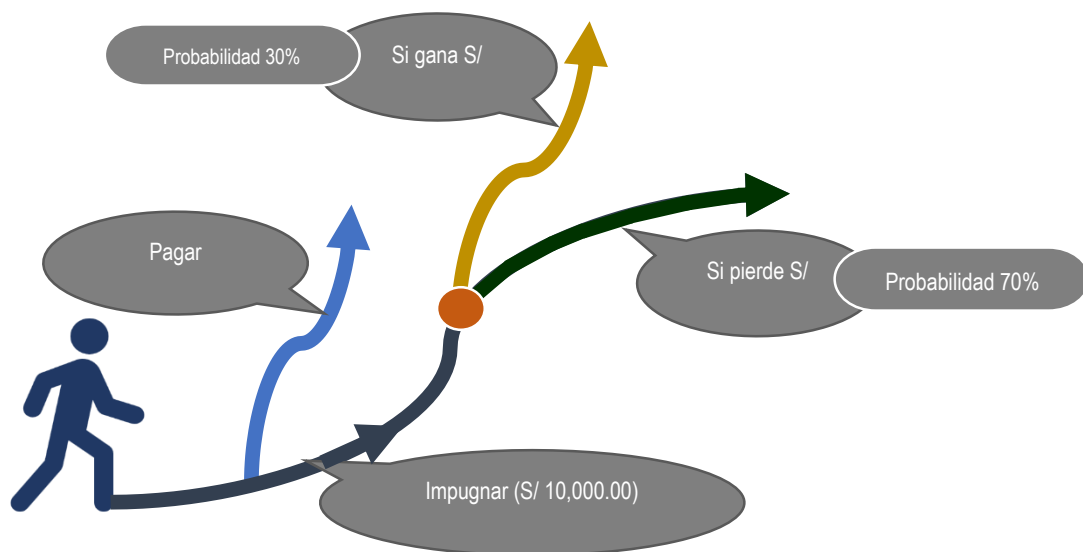 Probabilidad 30%
Si gana S/
Pagar
Si pierde S/
Probabilidad 70%
Impugnar (S/ 10,000.00)